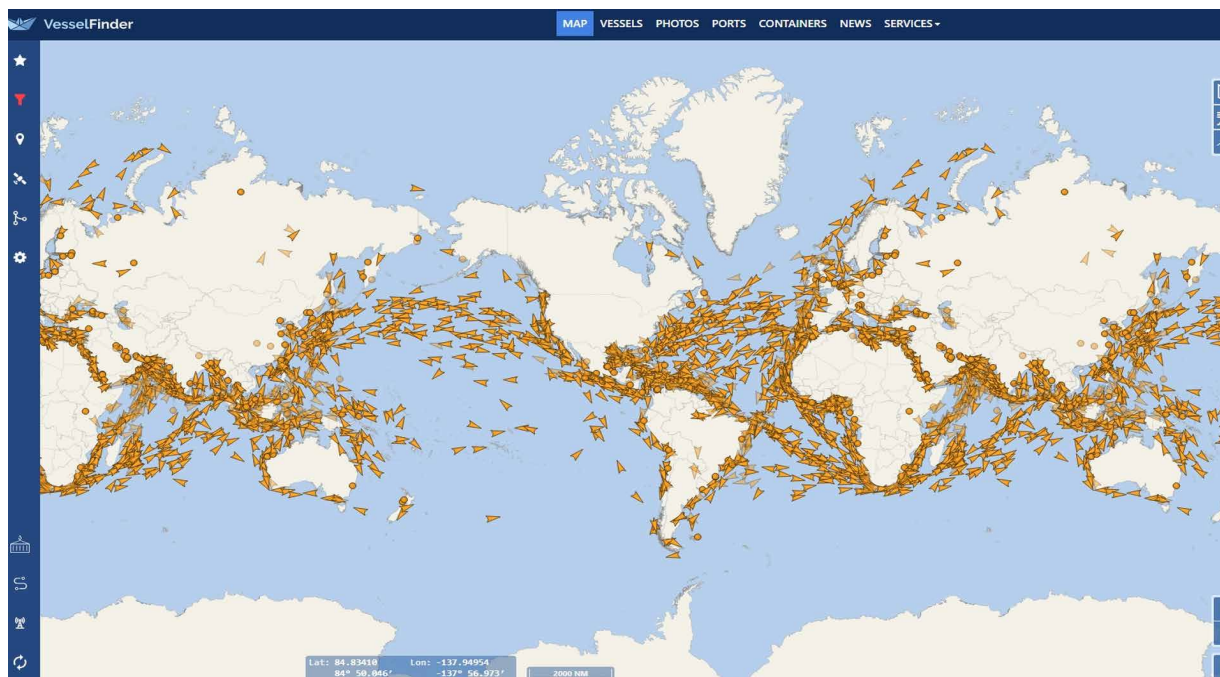 VesselFinder
MAP VESSELS PHOTOS PORTS CONTAINERS NEWS SERVICES
Lat: 84.83410 Lon: -137.94954
84° 50.046′ -137° 56.973′
2000 NM